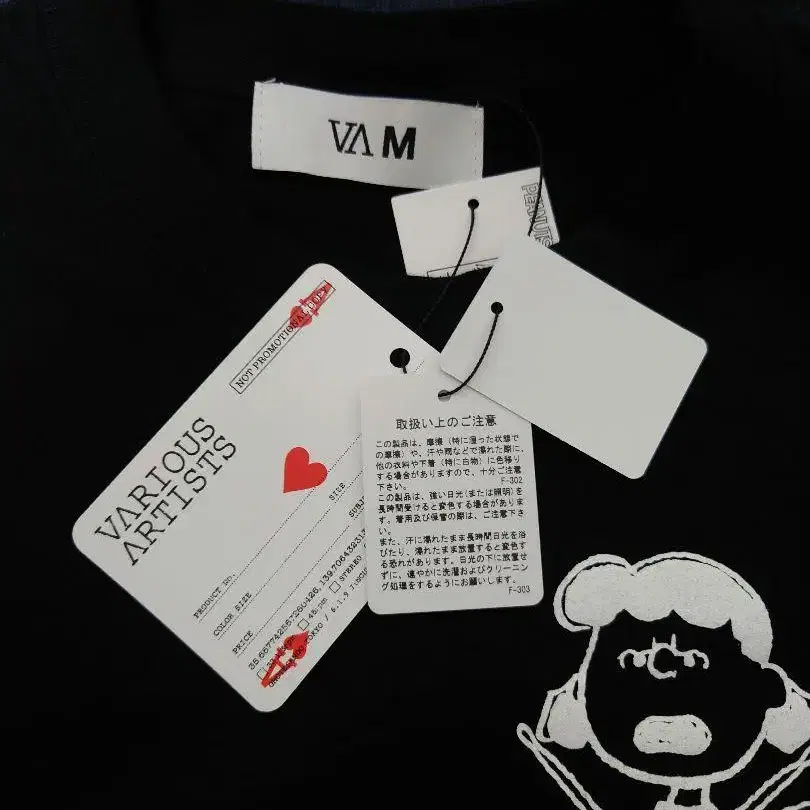 VA M
PEANUTS
NOT PROMOTIONAL COPY
VARIOUS
ARTISTS
SIZE
PRODUCT No.
COLOR SIZE
PRICE
取扱い上のご注意
この製品は、摩擦（特に湿った状態で
の摩擦）や、汗や雨などで濡れた際に、
他の衣料や下着（特に白物）に色移り
する場合がありますので、十分ご注意
下さい。
F-302
この製品は、強い日光(または照明)を
長時間受けると変色する場合がありま
す。着用及び保管の際は、ご注意下さ
い。
また、汗に濡れたまま長時間日光を浴
びたり、濡れたまま放置すると変色す
る恐れがあります。日光の下に放置せ
ずに、速やかに洗濯およびクリーニン
グ処理をするようにお願いします。
F-303